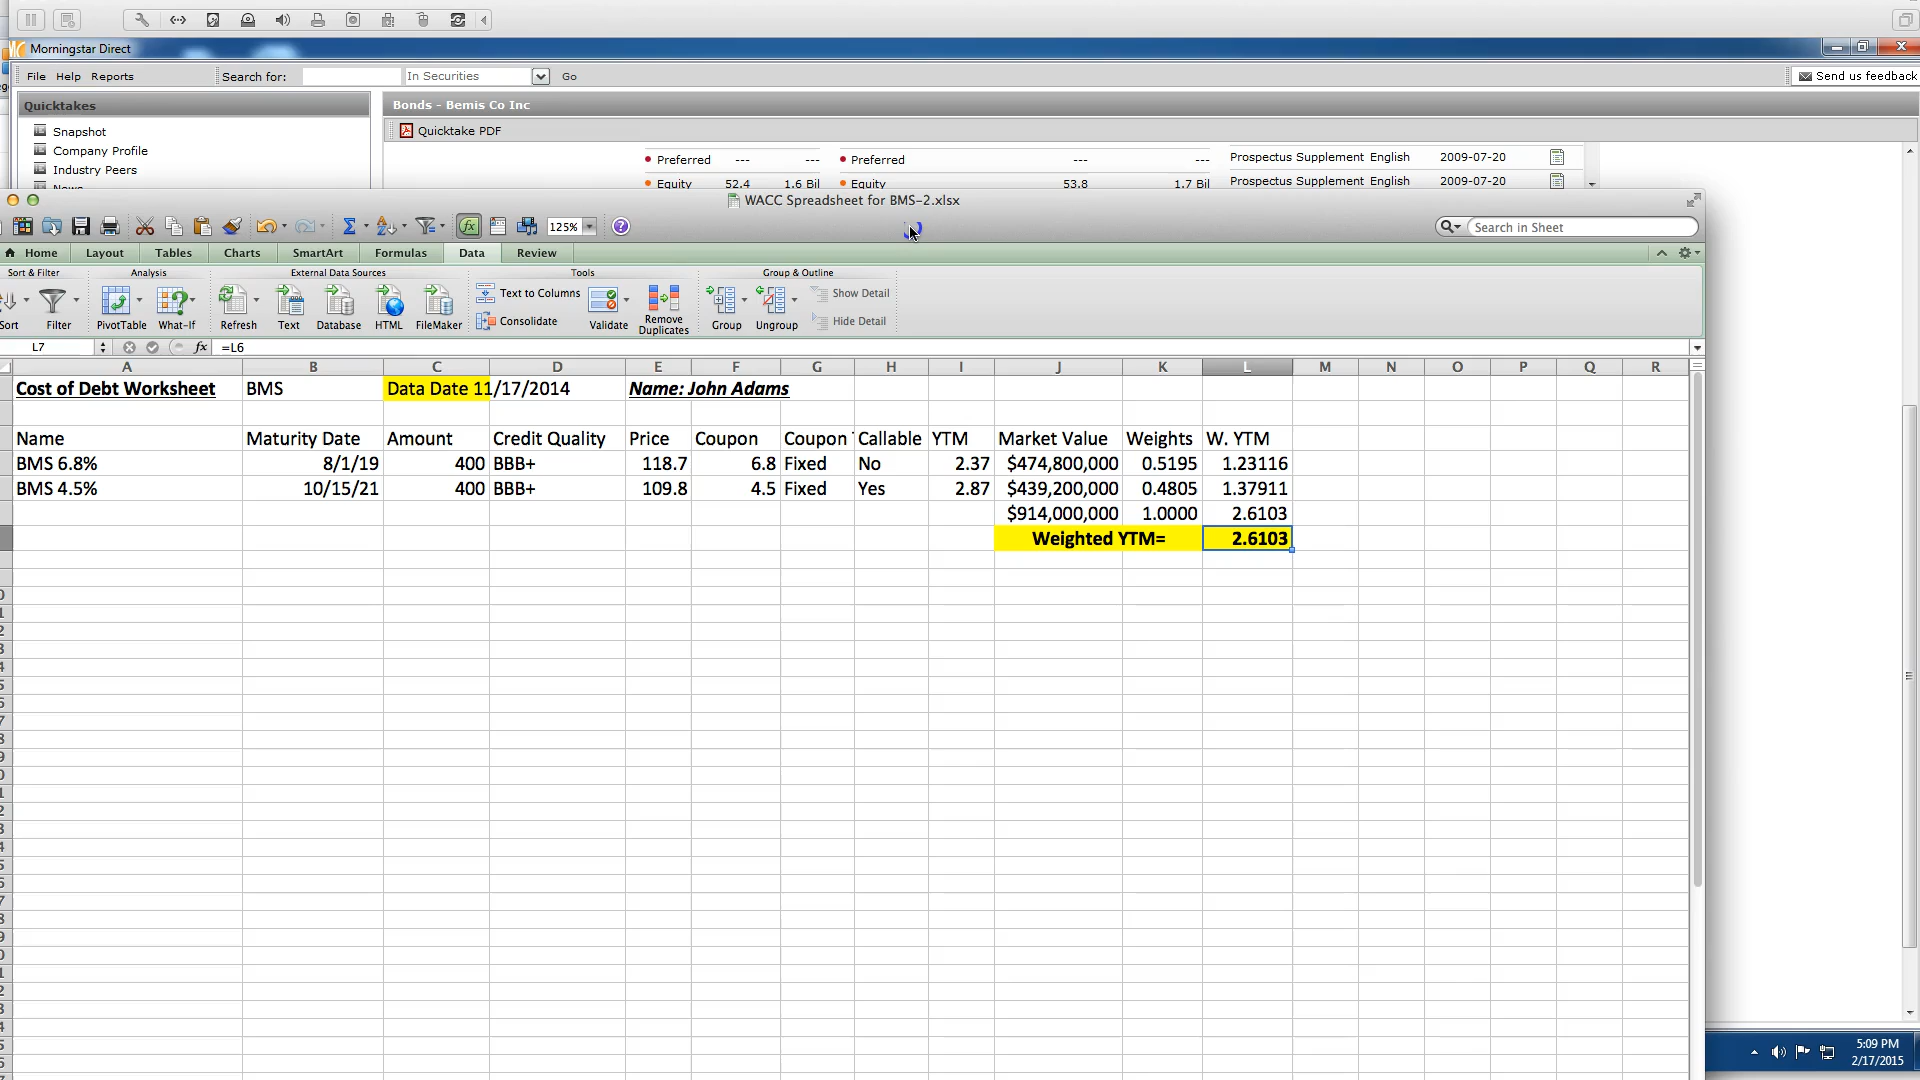 Morningstar Direct
File Help Reports Search for: In Securities Go Send us feedback
Quicktakes
Bonds - Bemis Co Inc
Snapshot
Quicktake PDF
Company Profile
Industry Peers
News
Preferred --- --- Preferred --- --- Prospectus Supplement English 2009-07-20
Equity 52.4 1.6 Bil Equity 53.8 1.7 Bil Prospectus Supplement English 2009-07-20
WACC Spreadsheet for BMS-2.xlsx
125% Search in Sheet
Home Layout Tables Charts SmartArt Formulas Data Review
Sort & Filter Analysis External Data Sources Tools Group & Outline
Sort Filter PivotTable What-If Refresh Text Database HTML FileMaker Text to Columns Consolidate Validate Remove Duplicates Group Ungroup Show Detail Hide Detail
L7 fx =L6
A B C D E F G H I J K L M N O P Q R
Cost of Debt Worksheet BMS Data Date 11/17/2014 Name: John Adams
Name Maturity Date Amount Credit Quality Price Coupon Coupon Callable YTM Market Value Weights W. YTM
BMS 6.8% 8/1/19 400 BBB+ 118.7 6.8 Fixed No 2.37 $474,800,000 0.5195 1.23116
BMS 4.5% 10/15/21 400 BBB+ 109.8 4.5 Fixed Yes 2.87 $439,200,000 0.4805 1.37911
$914,000,000 1.0000 2.6103
Weighted YTM= 2.6103
5:09 PM
2/17/2015